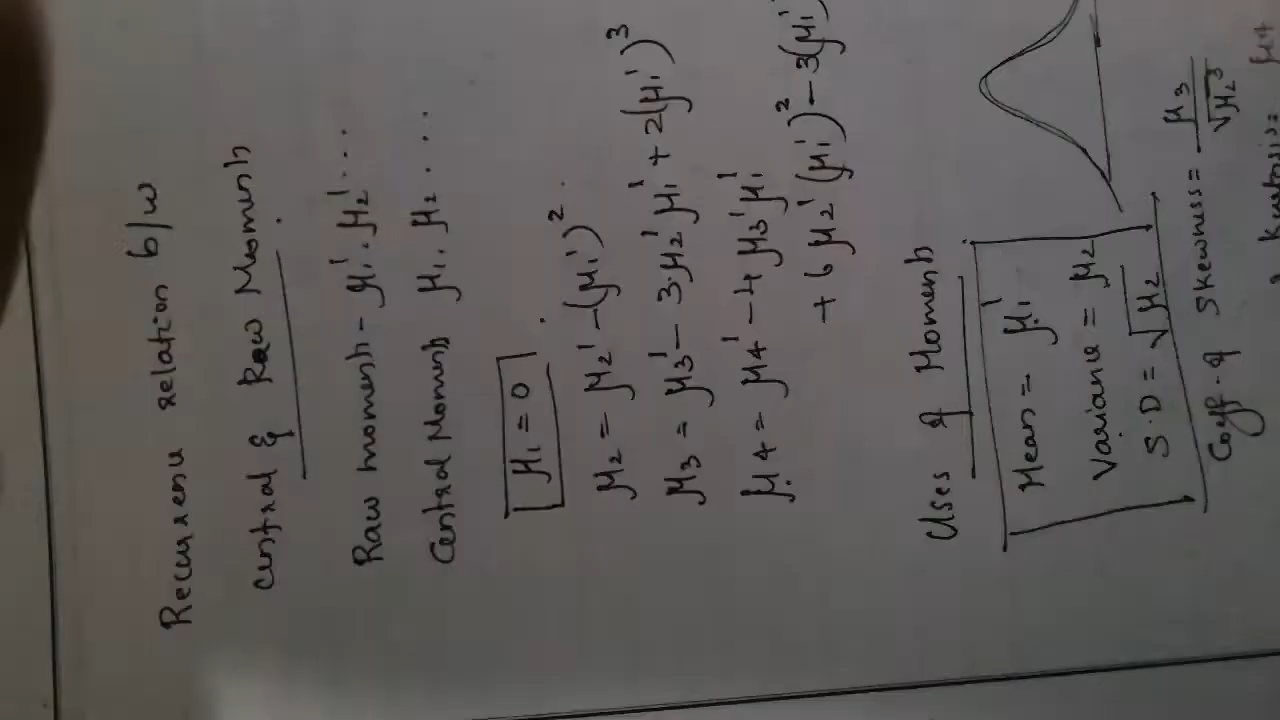 Recurrence relation b/w
central & Raw Moments
Raw moments - μ₁', μ₂' ...
Central Moments μ₁, μ₂ ...
μ₁ = 0
μ₂ = μ₂' - (μ₁')²
μ₃ = μ₃' - 3μ₂'μ₁' + 2(μ₁')³
μ₄ = μ₄' - 4μ₃'μ₁'
+ 6μ₂'(μ₁')² - 3(μ₁')
Uses of Moments
Mean = μ₁'
Variance = μ₂
S.D = √μ₂
Coeff. of Skewness = μ₃/√μ₂³
Kurtosis = μ₄